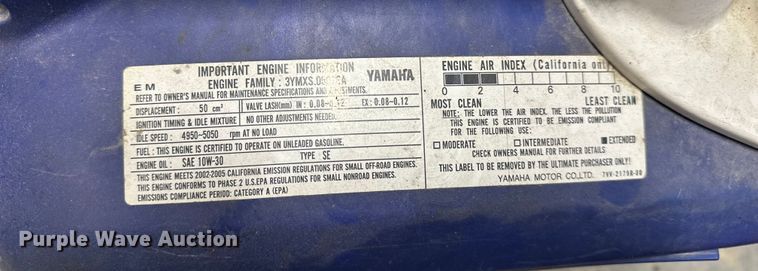 IMPORTANT ENGINE INFORMATION
E M ENGINE FAMILY : YAMAHA
REFER TO OWNER'S MANUAL FOR MAINTENANCE SPECIFICATIONS AND ADJUSTMENTS.
DISPLACEMENT : 50 cm³ VALVE LASH(mm) IN : 0.08-0.12 EX : 0.08-0.12
IGNITION TIMING & IDLE MIXTURE NO OTHER ADJUSTMENTS NEEDED.
IDLE SPEED : 4950-5050 rpm AT NO LOAD
FUEL : THIS ENGINE IS CERTIFIED TO OPERATE ON UNLEADED GASOLINE.
ENGINE OIL : SAE 10W-30 TYPE SE
THIS ENGINE MEETS 2002-2005 CALIFORNIA EMISSION REGULATIONS FOR SMALL OFF-ROAD ENGINES.
THIS ENGINE CONFORMS TO PHASE 2 U.S.EPA REGULATIONS FOR SMALL NONROAD ENGINES.
EMISSIONS COMPLIANCE PERIOD: CATEGORY A (EPA)
ENGINE AIR INDEX (California only)
0 2 4 6 8 10
MOST CLEAN LEAST CLEAN
NOTE: THE LOWER THE AIR INDEX, THE LESS THE POLLUTION
THIS ENGINE IS CERTIFIED TO BE EMISSION COMPLIANT
FOR THE FOLLOWING USE:
□ MODERATE □ INTERMEDIATE ■ EXTENDED
CHECK OWNERS MANUAL FOR FURTHER DETAILS
THIS LABEL TO BE REMOVED BY THE ULTIMATE PURCHASER ONLY!
YAMAHA MOTOR CO.,LTD. 7VV-2179R-30
Purple Wave Auction